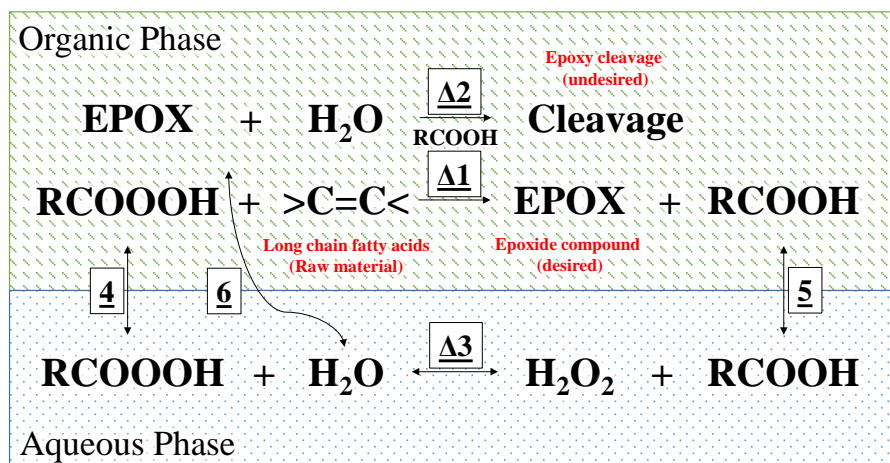 Organic Phase
Epoxy cleavage
(undesired)
EPOX + H₂O Δ2 Cleavage
RCOOH
RCOOOH + >C=C< Δ1 EPOX + RCOOH
Long chain fatty acids
(Raw material)
Epoxide compound
(desired)
4 6 5
RCOOOH + H₂O Δ3 H₂O₂ + RCOOH
Aqueous Phase